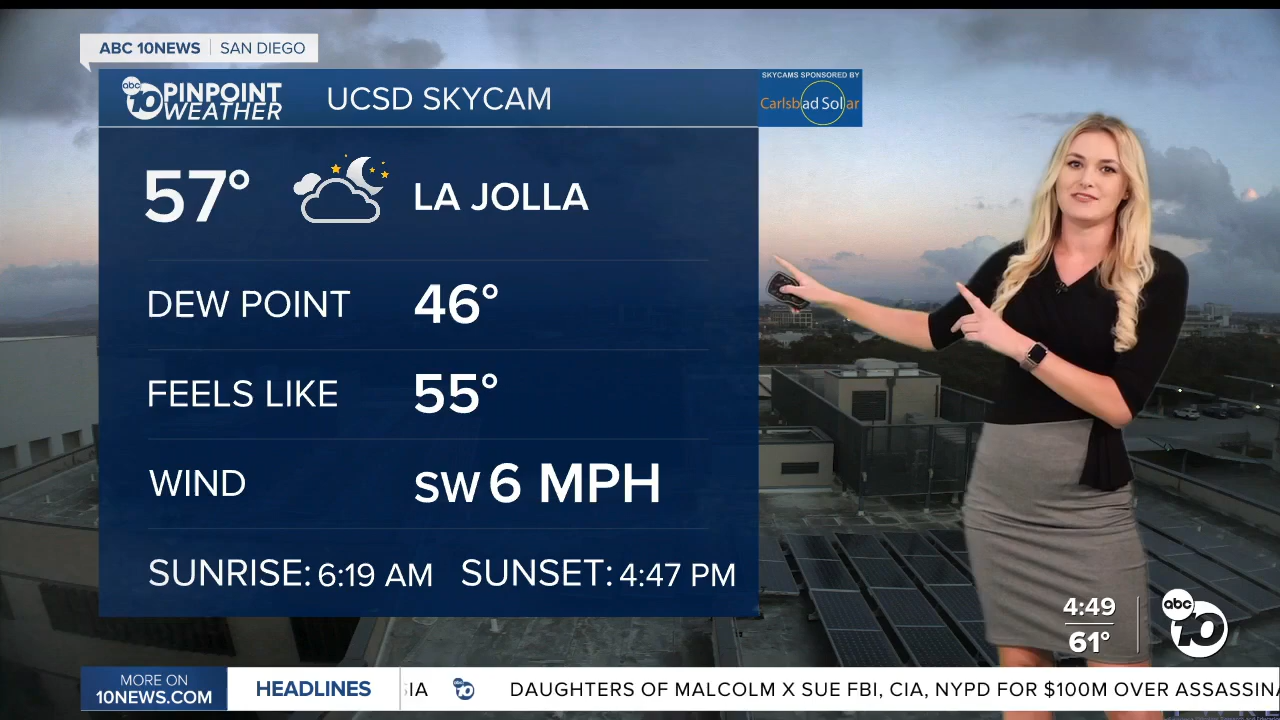 ABC 10NEWS | SAN DIEGO
abc 10 PINPOINT WEATHER
UCSD SKYCAM
SKYCAMS SPONSORED BY
Carlsbad Solar
57° LA JOLLA
DEW POINT 46°
FEELS LIKE 55°
WIND SW 6 MPH
SUNRISE: 6:19 AM SUNSET: 4:47 PM
4:49
61°
abc 10
MORE ON
10NEWS.COM
HEADLINES
IA abc 10 DAUGHTERS OF MALCOLM X SUE FBI, CIA, NYPD FOR $100M OVER ASSASSINA